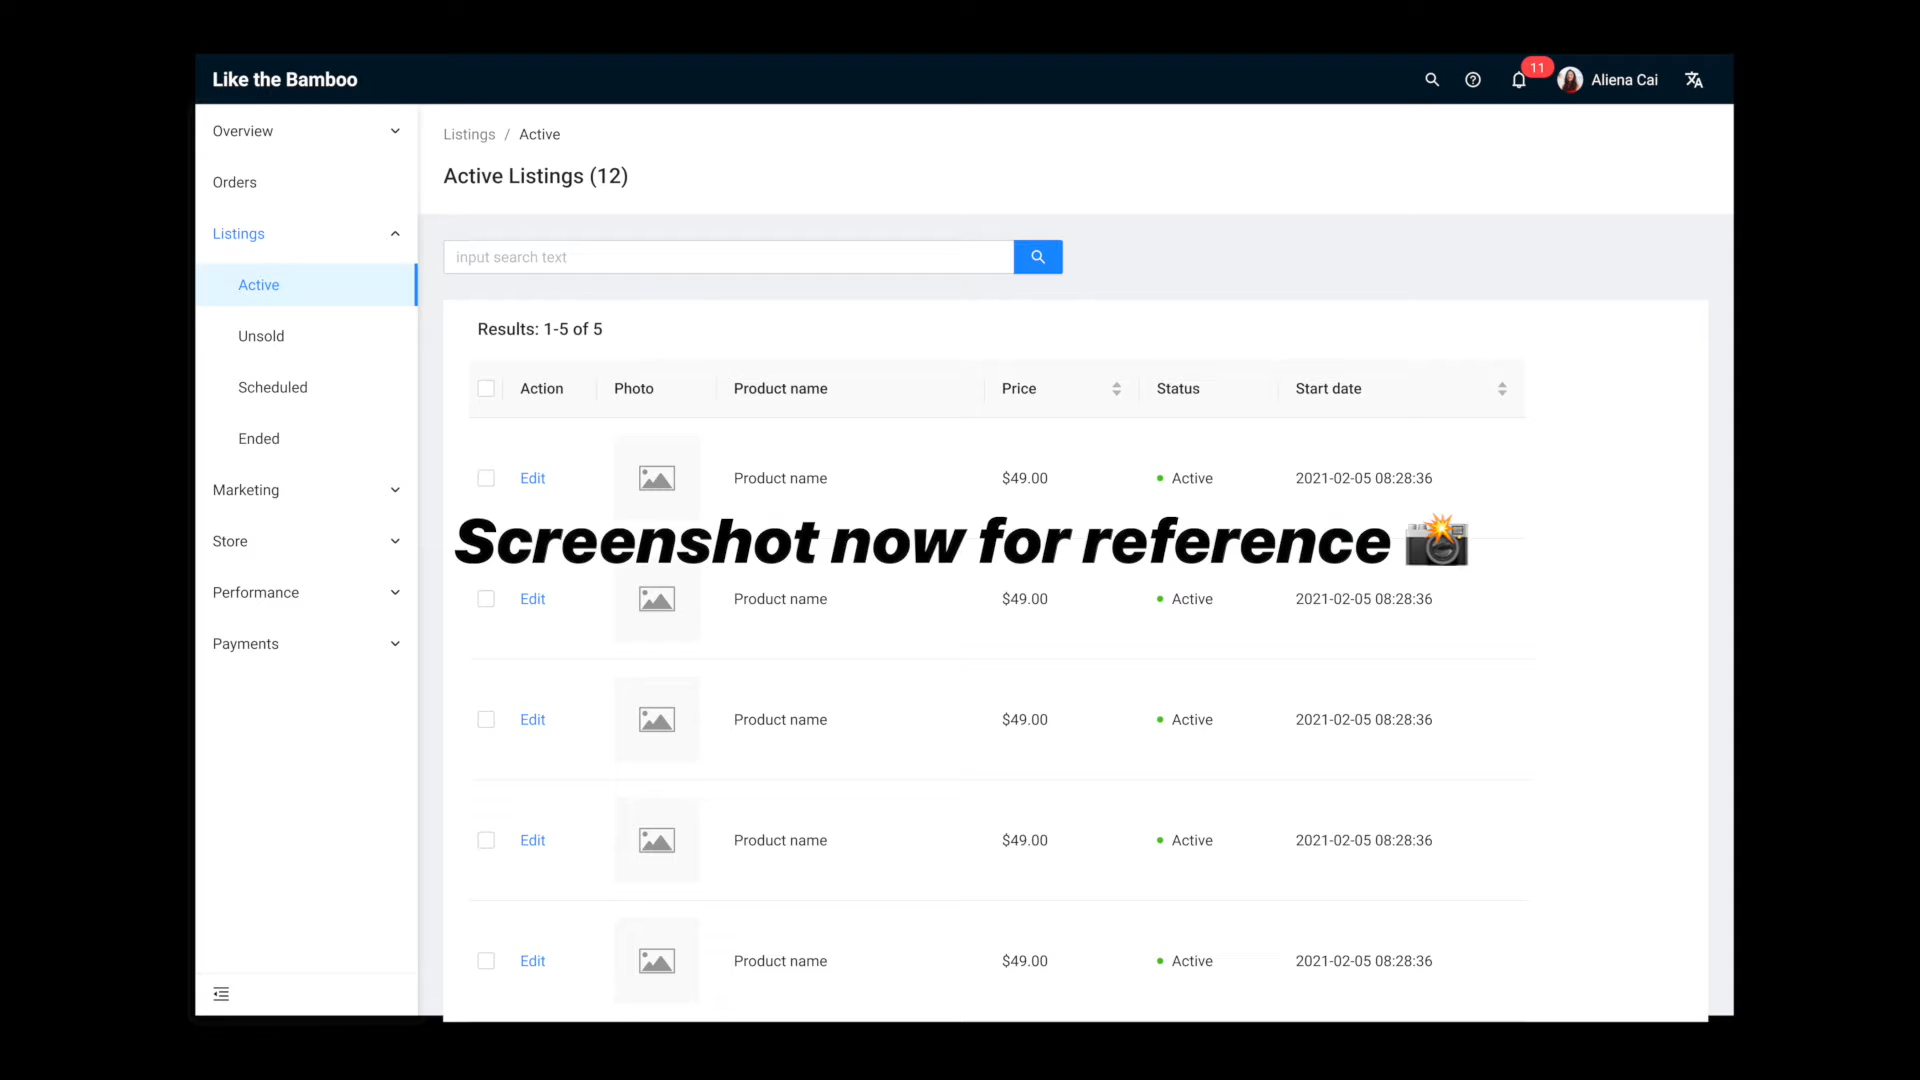 Like the Bamboo
11
Aliena Cai
Overview
Orders
Listings
Active
Unsold
Scheduled
Ended
Marketing
Store
Performance
Payments
Listings / Active
Active Listings (12)
input search text
Results: 1-5 of 5
Action Photo Product name Price Status Start date
Edit Product name $49.00 Active 2021-02-05 08:28:36
Screenshot now for reference 📸
Edit Product name $49.00 Active 2021-02-05 08:28:36
Edit Product name $49.00 Active 2021-02-05 08:28:36
Edit Product name $49.00 Active 2021-02-05 08:28:36
Edit Product name $49.00 Active 2021-02-05 08:28:36